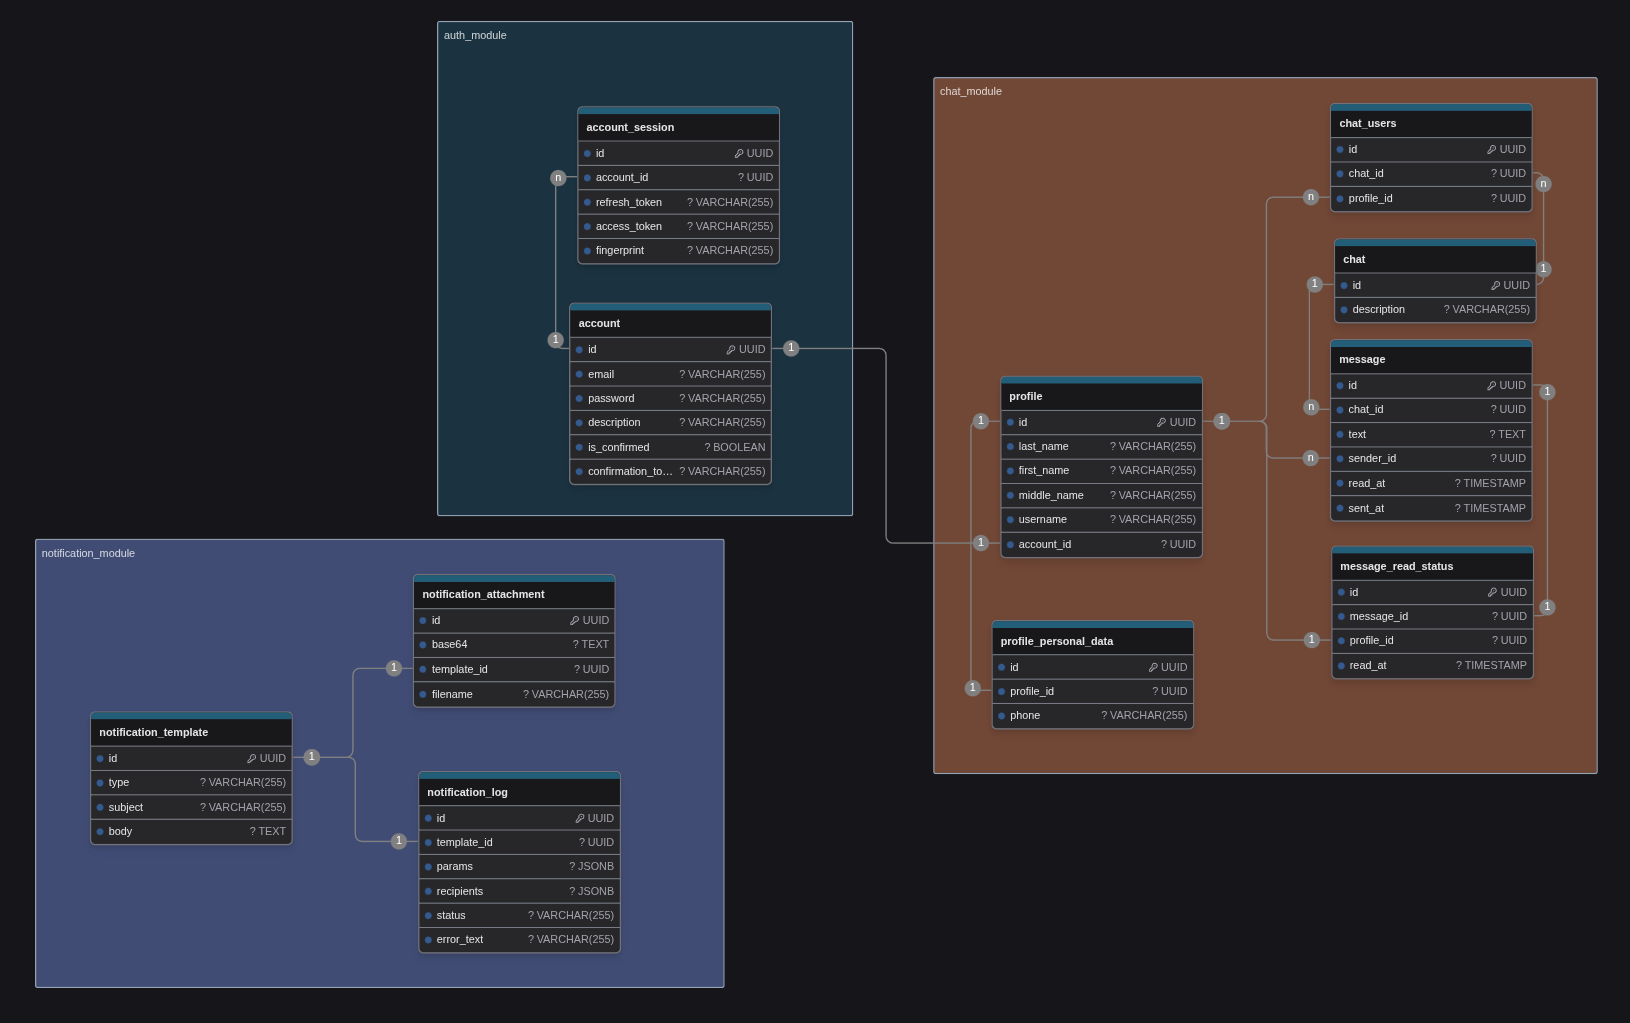 auth_module
account_session
id UUID
account_id ? UUID
refresh_token ? VARCHAR(255)
access_token ? VARCHAR(255)
fingerprint ? VARCHAR(255)
n
1
account
id UUID
email ? VARCHAR(255)
password ? VARCHAR(255)
description ? VARCHAR(255)
is_confirmed ? BOOLEAN
confirmation_to... ? VARCHAR(255)
1
chat_module
chat_users
id UUID
chat_id ? UUID
profile_id ? UUID
n
n
chat
id UUID
description ? VARCHAR(255)
1
1
message
id UUID
chat_id ? UUID
text ? TEXT
sender_id ? UUID
read_at ? TIMESTAMP
sent_at ? TIMESTAMP
1
n
n
profile
id UUID
last_name ? VARCHAR(255)
first_name ? VARCHAR(255)
middle_name ? VARCHAR(255)
username ? VARCHAR(255)
account_id ? UUID
1
1
1
message_read_status
id UUID
message_id ? UUID
profile_id ? UUID
read_at ? TIMESTAMP
1
1
profile_personal_data
id UUID
profile_id ? UUID
phone ? VARCHAR(255)
1
notification_module
notification_attachment
id UUID
base64 ? TEXT
template_id ? UUID
filename ? VARCHAR(255)
1
notification_template
id UUID
type ? VARCHAR(255)
subject ? VARCHAR(255)
body ? TEXT
1
notification_log
id UUID
template_id ? UUID
params ? JSONB
recipients ? JSONB
status ? VARCHAR(255)
error_text ? VARCHAR(255)
1